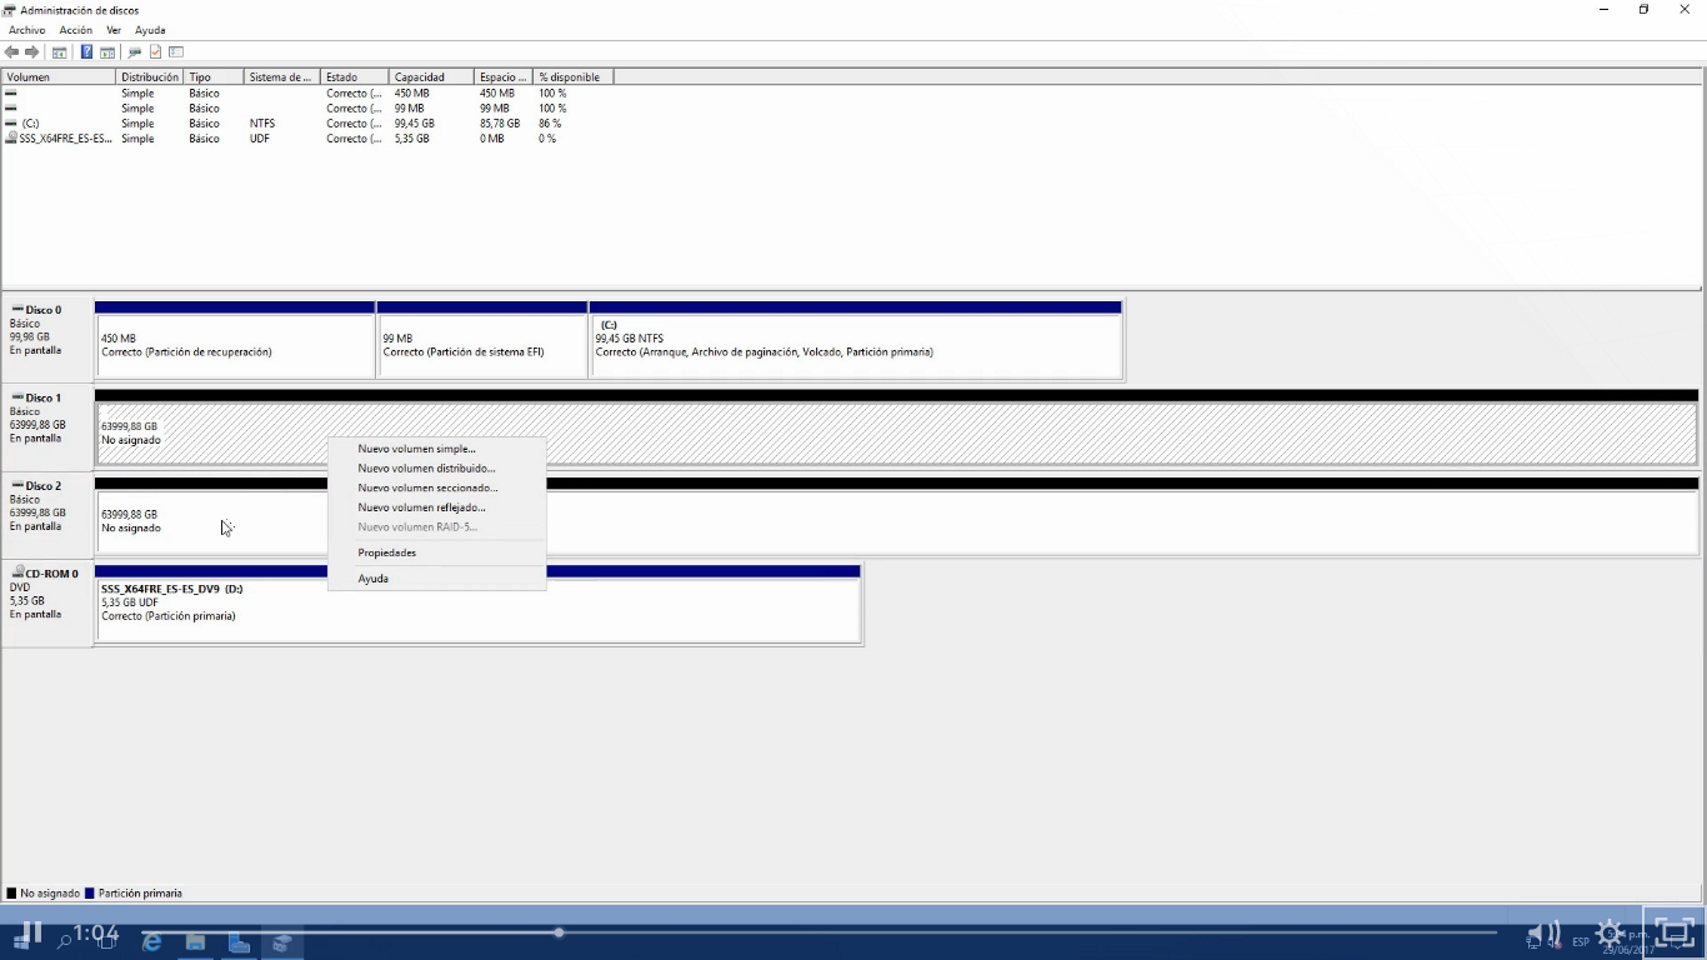 Administración de discos
Archivo Acción Ver Ayuda
Volumen Distribución Tipo Sistema de ... Estado Capacidad Espacio ... % disponible
Simple Básico Correcto (... 450 MB 450 MB 100 %
Simple Básico Correcto (... 99 MB 99 MB 100 %
(C:) Simple Básico NTFS Correcto (... 99,45 GB 85,78 GB 86 %
SSS_X64FRE_ES-ES... Simple Básico UDF Correcto (... 5,35 GB 0 MB 0 %
Disco 0
Básico
99,98 GB
En pantalla
450 MB
Correcto (Partición de recuperación)
99 MB
Correcto (Partición de sistema EFI)
(C:)
99,45 GB NTFS
Correcto (Arranque, Archivo de paginación, Volcado, Partición primaria)
Disco 1
Básico
63999,88 GB
En pantalla
63999,88 GB
No asignado
Nuevo volumen simple...
Nuevo volumen distribuido...
Nuevo volumen seccionado...
Nuevo volumen reflejado...
Nuevo volumen RAID-5...
Propiedades
Ayuda
Disco 2
Básico
63999,88 GB
En pantalla
63999,88 GB
No asignado
CD-ROM 0
DVD
5,35 GB
En pantalla
SSS_X64FRE_ES-ES_DV9 (D:)
5,35 GB UDF
Correcto (Partición primaria)
No asignado Partición primaria
1:04
ESP
p.m.
29/06/2017